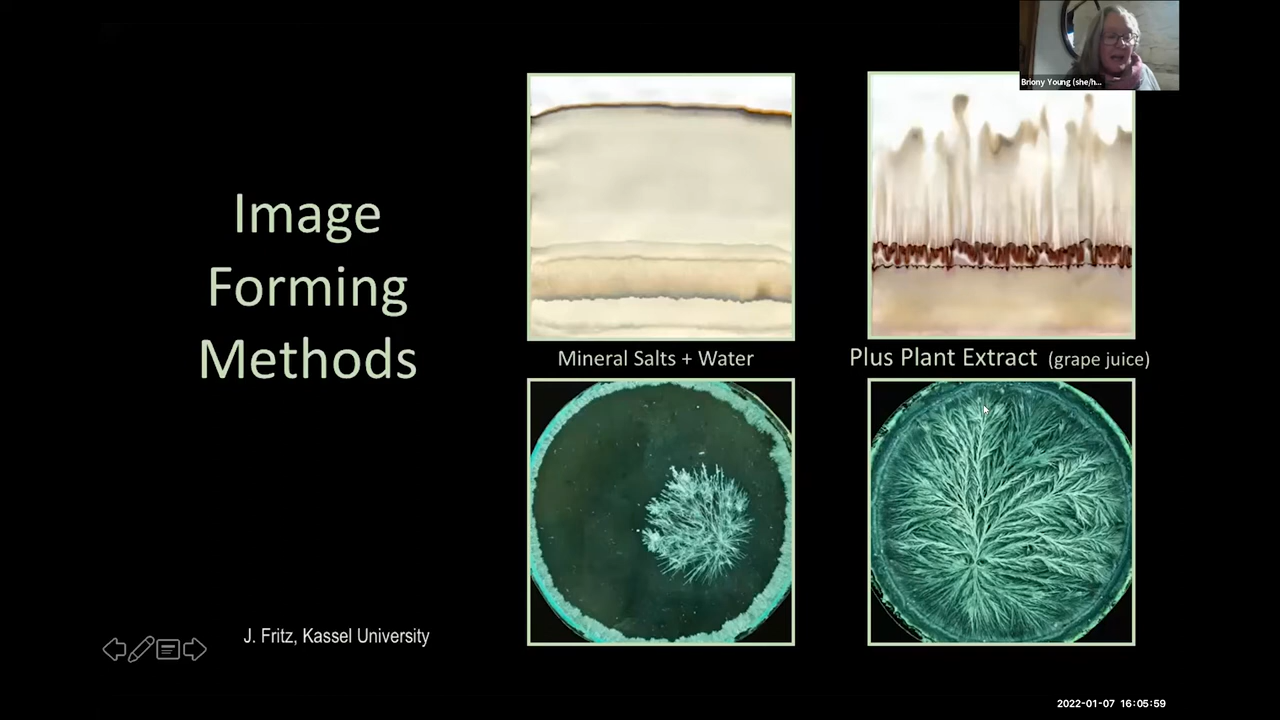 Briony Young (she/h...
Image
Forming
Methods
Mineral Salts + Water
Plus Plant Extract (grape juice)
J. Fritz, Kassel University
2022-01-07 16:05:59